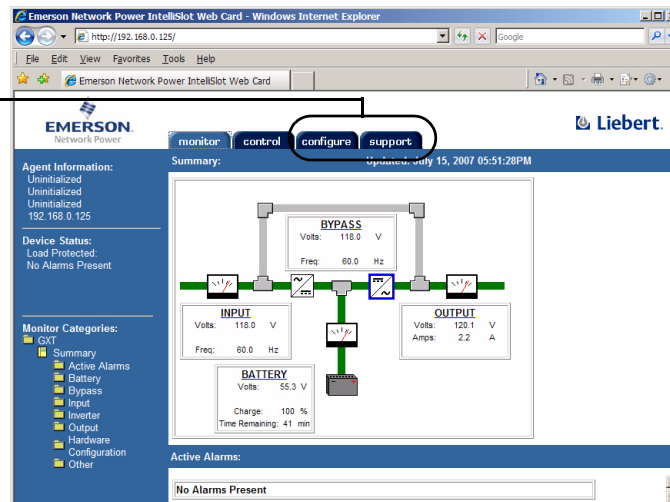 Emerson Network Power IntelliSlot Web Card - Windows Internet Explorer
http://192.168.0.125/
Google
File Edit View Favorites Tools Help
Emerson Network Power IntelliSlot Web Card
EMERSON.
Network Power
monitor control configure support
Liebert.
Summary: Updated: July 15, 2007 05:51:28PM
Agent Information:
Uninitialized
Uninitialized
Uninitialized
192.168.0.125
Device Status:
Load Protected:
No Alarms Present
Monitor Categories:
GXT
Summary
Active Alarms
Battery
Bypass
Input
Inverter
Output
Hardware
Configuration
Other
BYPASS
Volts: 118.0 V
Freq: 60.0 Hz
INPUT
Volts: 118.0 V
Freq: 60.0 Hz
OUTPUT
Volts: 120.1 V
Amps: 2.2 A
BATTERY
Volts: 55.3 V
Charge: 100 %
Time Remaining: 41 min
Active Alarms:
No Alarms Present